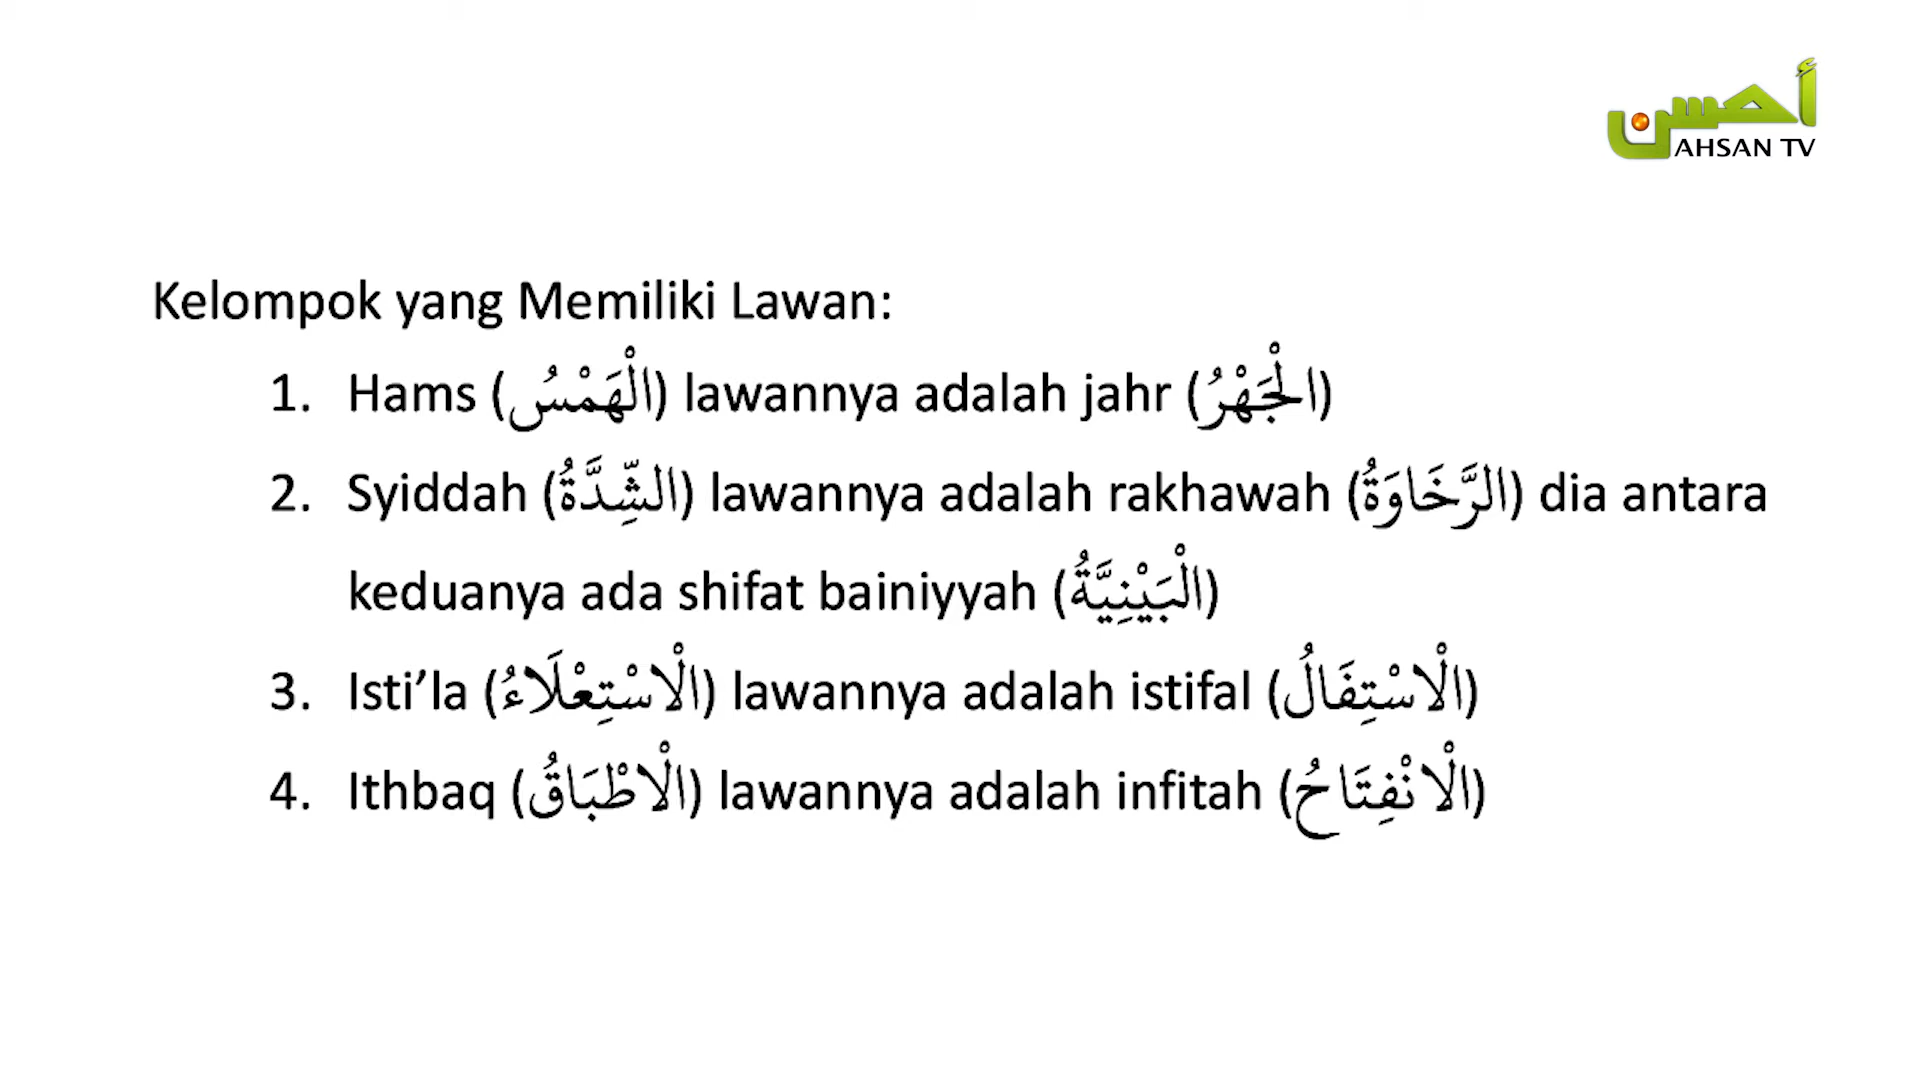 أحسن
AHSAN TV
Kelompok yang Memiliki Lawan:
1. Hams (الْهَمْسُ) lawannya adalah jahr (الْجَهْرُ)
2. Syiddah (الشِّدَّةُ) lawannya adalah rakhawah (الرَّخَاوَةُ) dia antara
keduanya ada shifat bainiyyah (الْبَيْنِيَّةُ)
3. Isti’la (الْاسْتِعْلَاءُ) lawannya adalah istifal (الْاسْتِفَالُ)
4. Ithbaq (الْاطْبَاقُ) lawannya adalah infitah (الْانْفِتَاحُ)